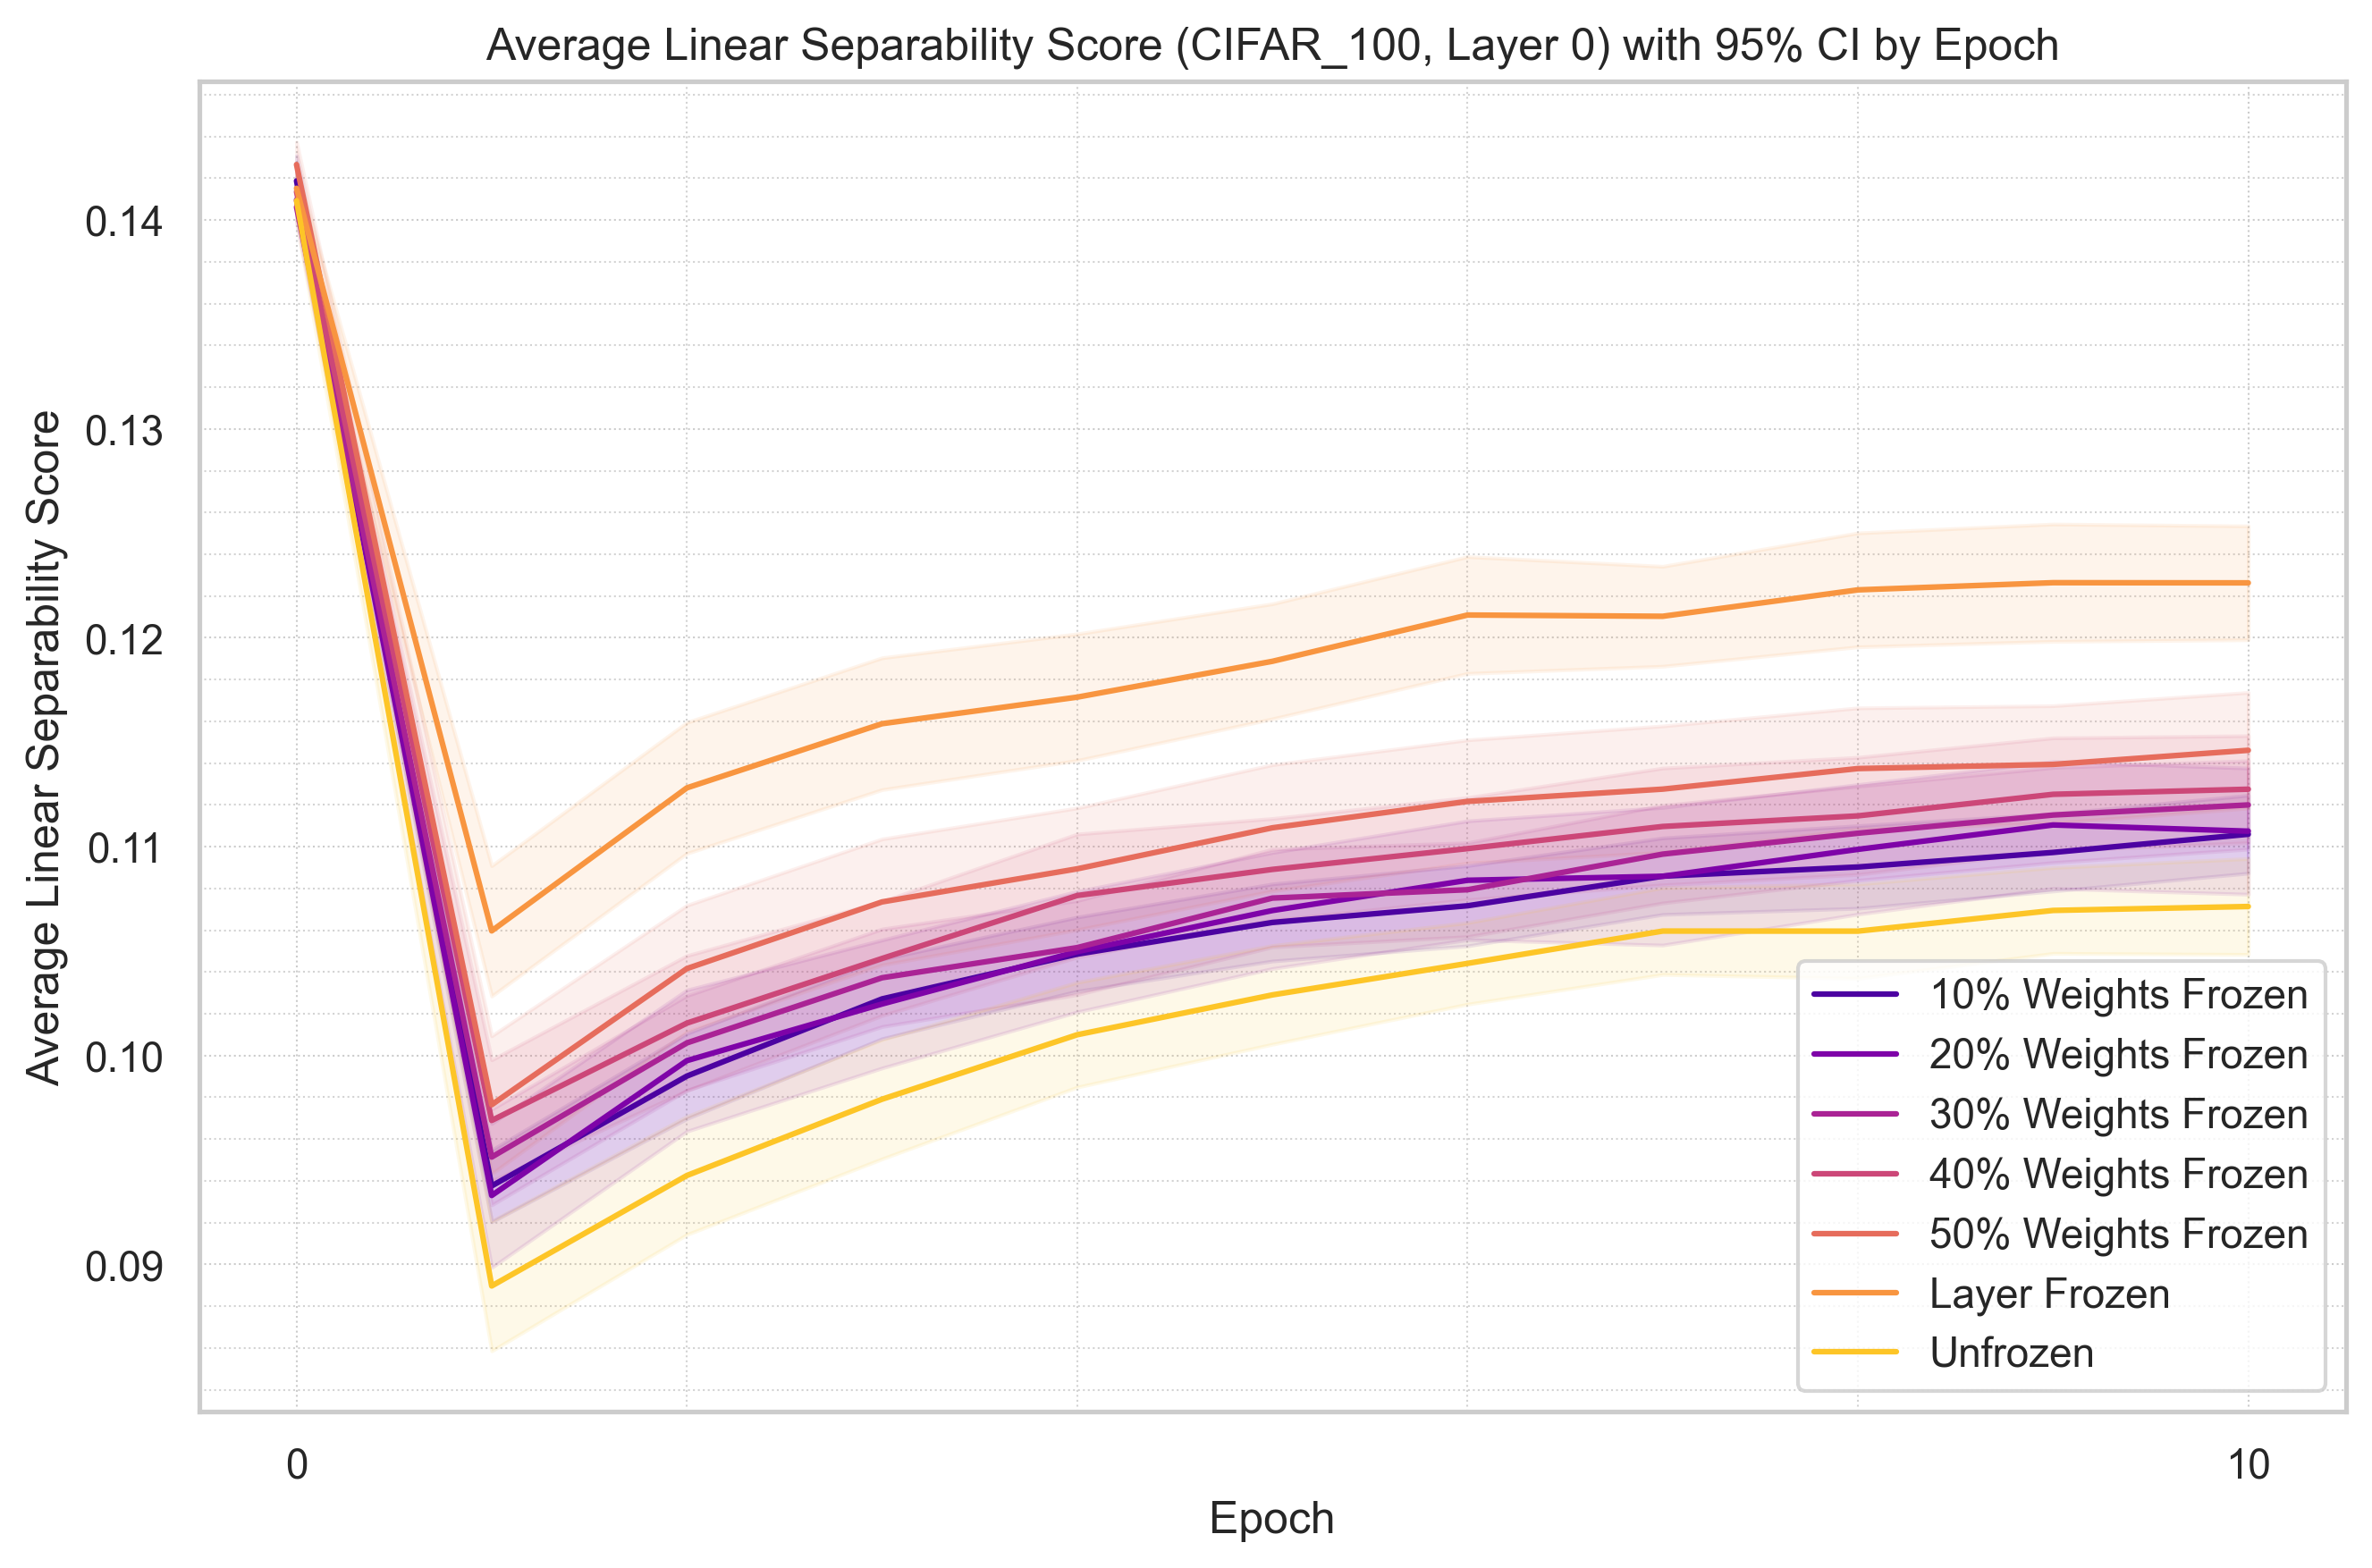 Average Linear Separability Score (CIFAR_100, Layer 0) with 95% CI by Epoch
Average Linear Separability Score
0.14
0.13
0.12
0.11
0.10
0.09
10% Weights Frozen
20% Weights Frozen
30% Weights Frozen
40% Weights Frozen
50% Weights Frozen
Layer Frozen
Unfrozen
0
10
Epoch